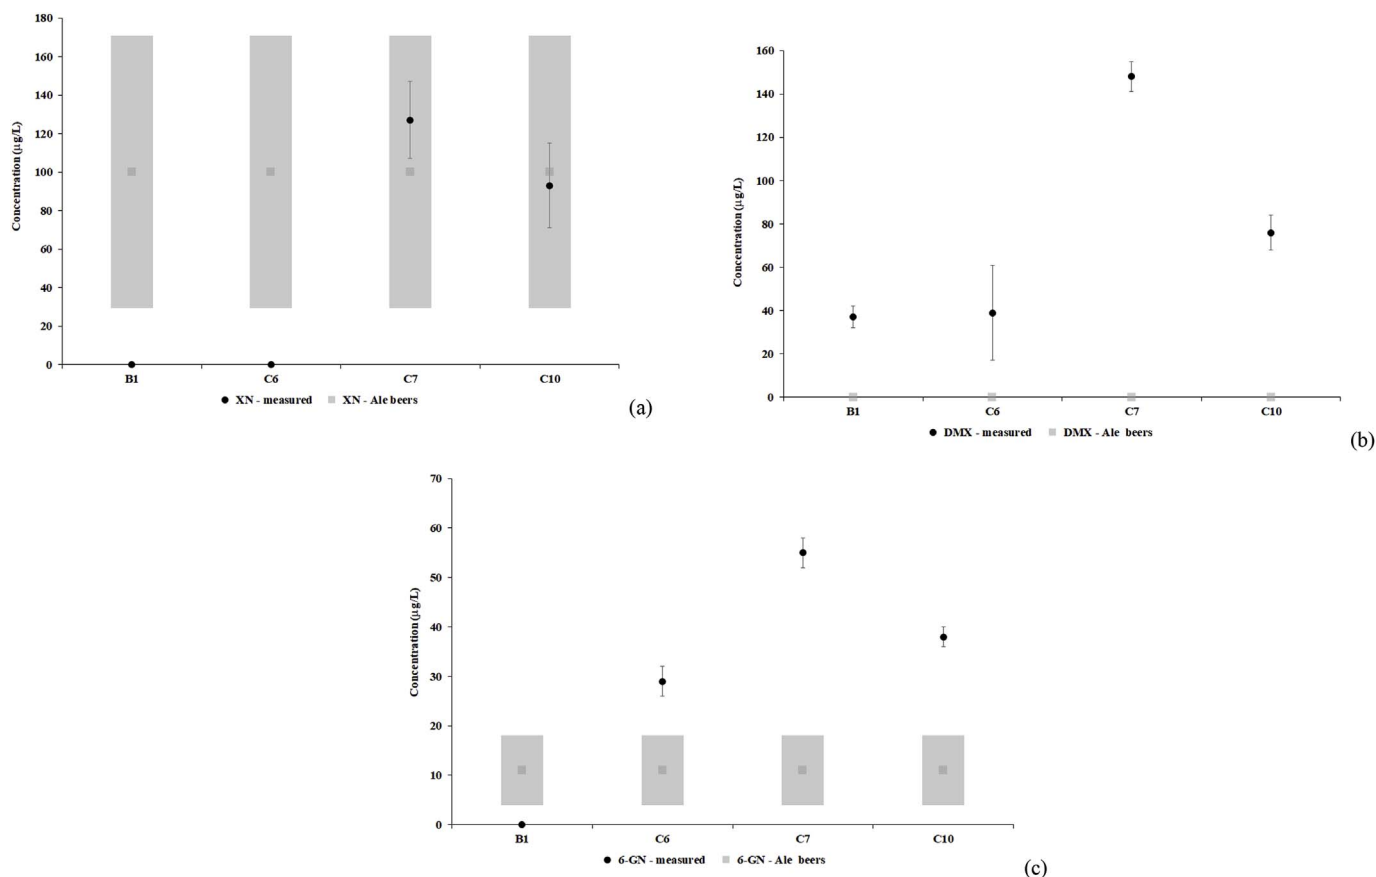 180
160
140
120
100
80
60
40
20
0
Concentration (µg/L)
B1 C6 C7 C10
XN - measured XN - Ale beers
(a)
160
140
120
100
80
60
40
20
0
Concentration (µg/L)
B1 C6 C7 C10
DMX - measured DMX - Ale beers
(b)
70
60
50
40
30
20
10
0
Concentration (µg/L)
B1 C6 C7 C10
6-GN - measured 6-GN - Ale beers
(c)